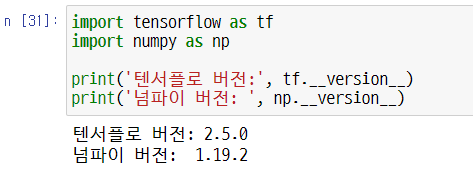 n [31]:
import tensorflow as tf
import numpy as np
print('텐서플로 버전:', tf.__version__)
print('넘파이 버전: ', np.__version__)
텐서플로 버전: 2.5.0
넘파이 버전:  1.19.2